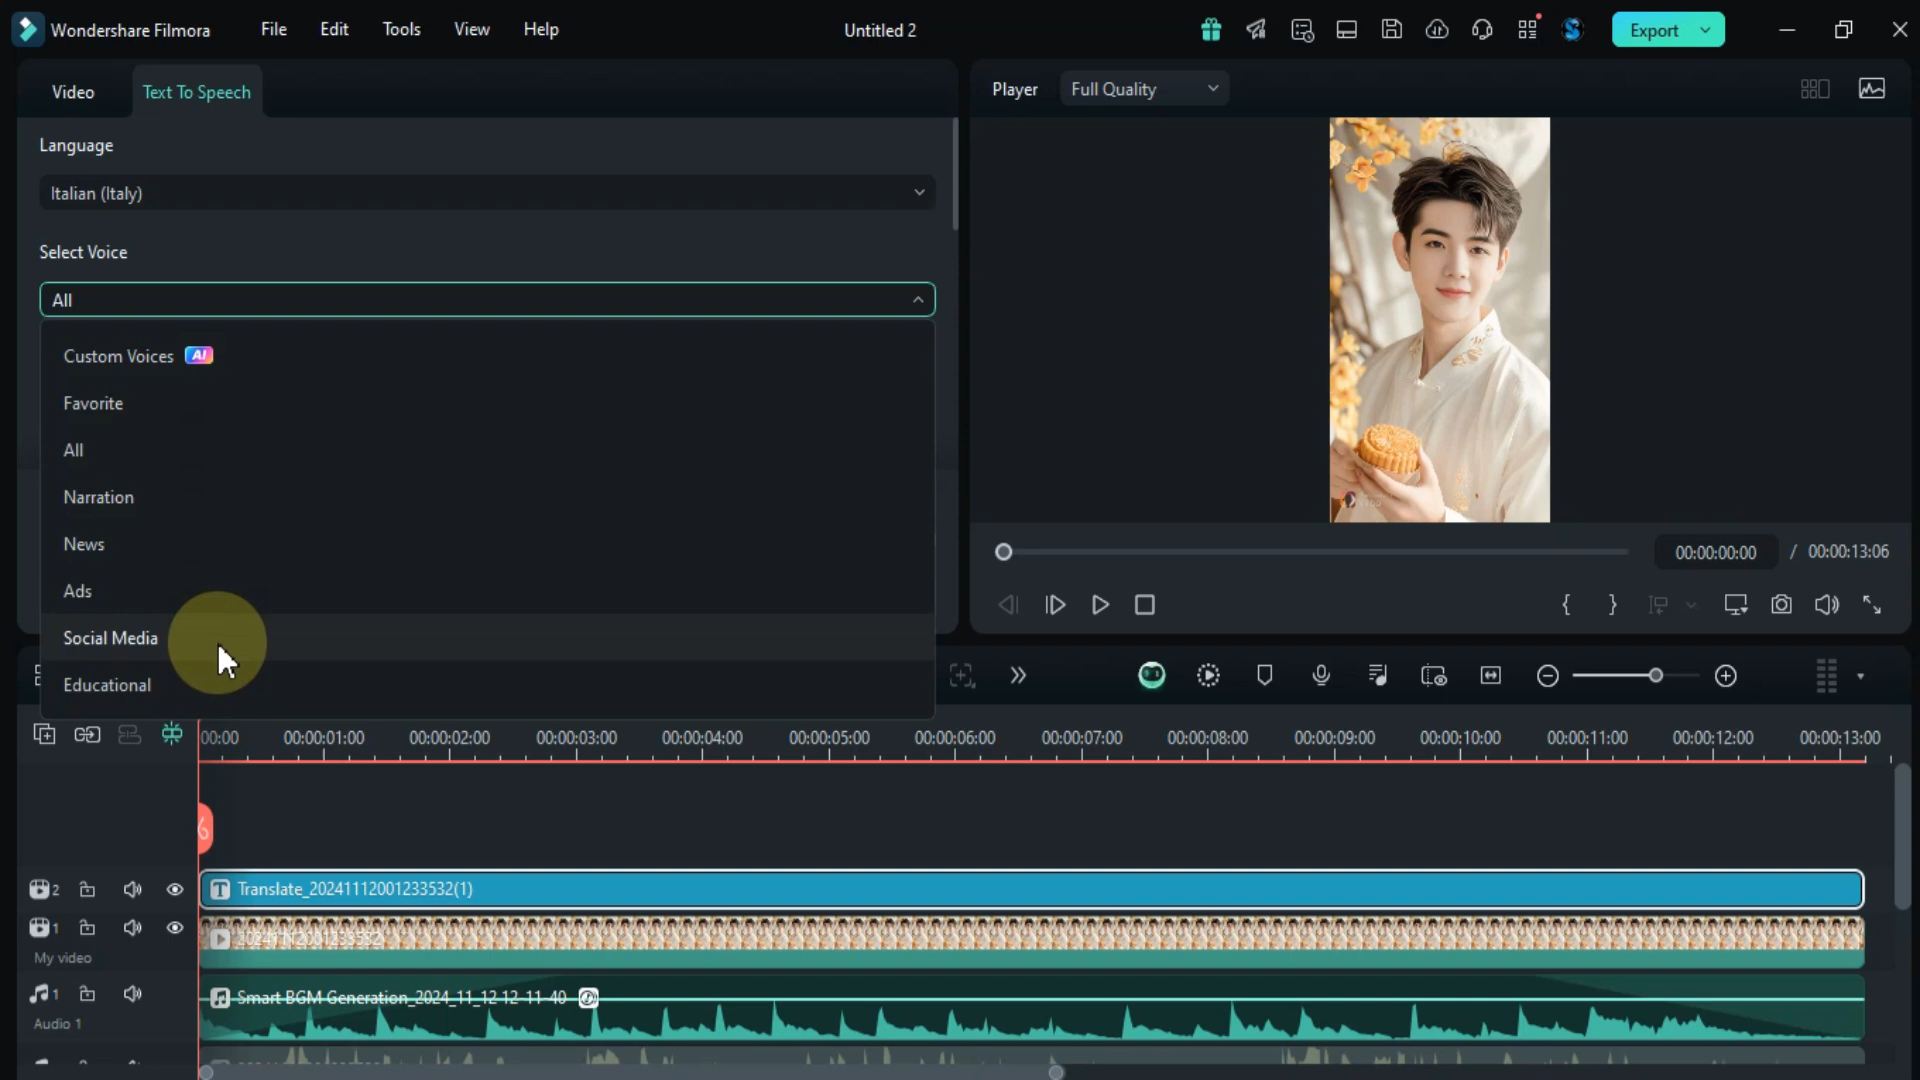 Wondershare Filmora
File
Edit
Tools
View
Help
Untitled 2
Export
Video
Text To Speech
Language
Italian (Italy)
Select Voice
All
Custom Voices AI
Favorite
All
Narration
News
Ads
Social Media
Educational
Player
Full Quality
00:00:00:00 / 00:00:13:06
00:00
00:00:01:00
00:00:02:00
00:00:03:00
00:00:04:00
00:00:05:00
00:00:06:00
00:00:07:00
00:00:08:00
00:00:09:00
00:00:10:00
00:00:11:00
00:00:12:00
00:00:13:00
2
T Translate_20241112001233532(1)
1
20241112001233532
My video
1
Smart BGM Generation_2024_11_12 12-11-40
Audio 1